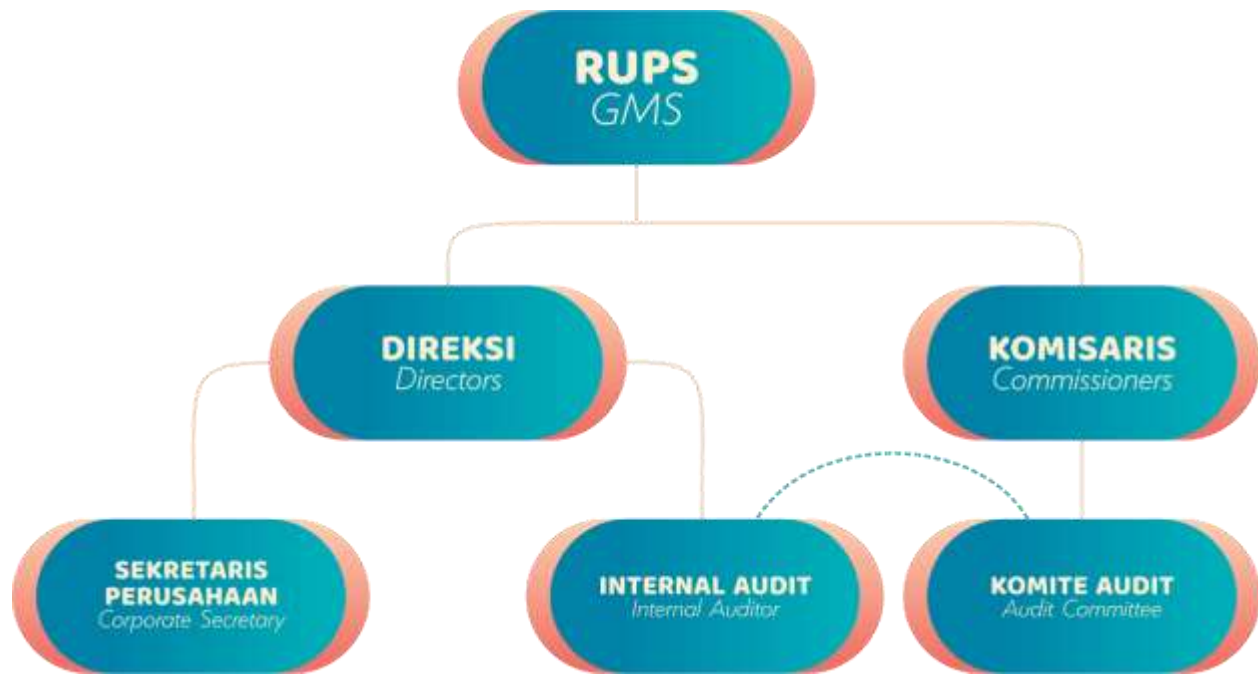 RUPS
GMS
DIREKSI
Directors
KOMISARIS
Commissioners
SEKRETARIS
PERUSAHAAN
Corporate Secretary
INTERNAL AUDIT
Internal Auditor
KOMITE AUDIT
Audit Committee